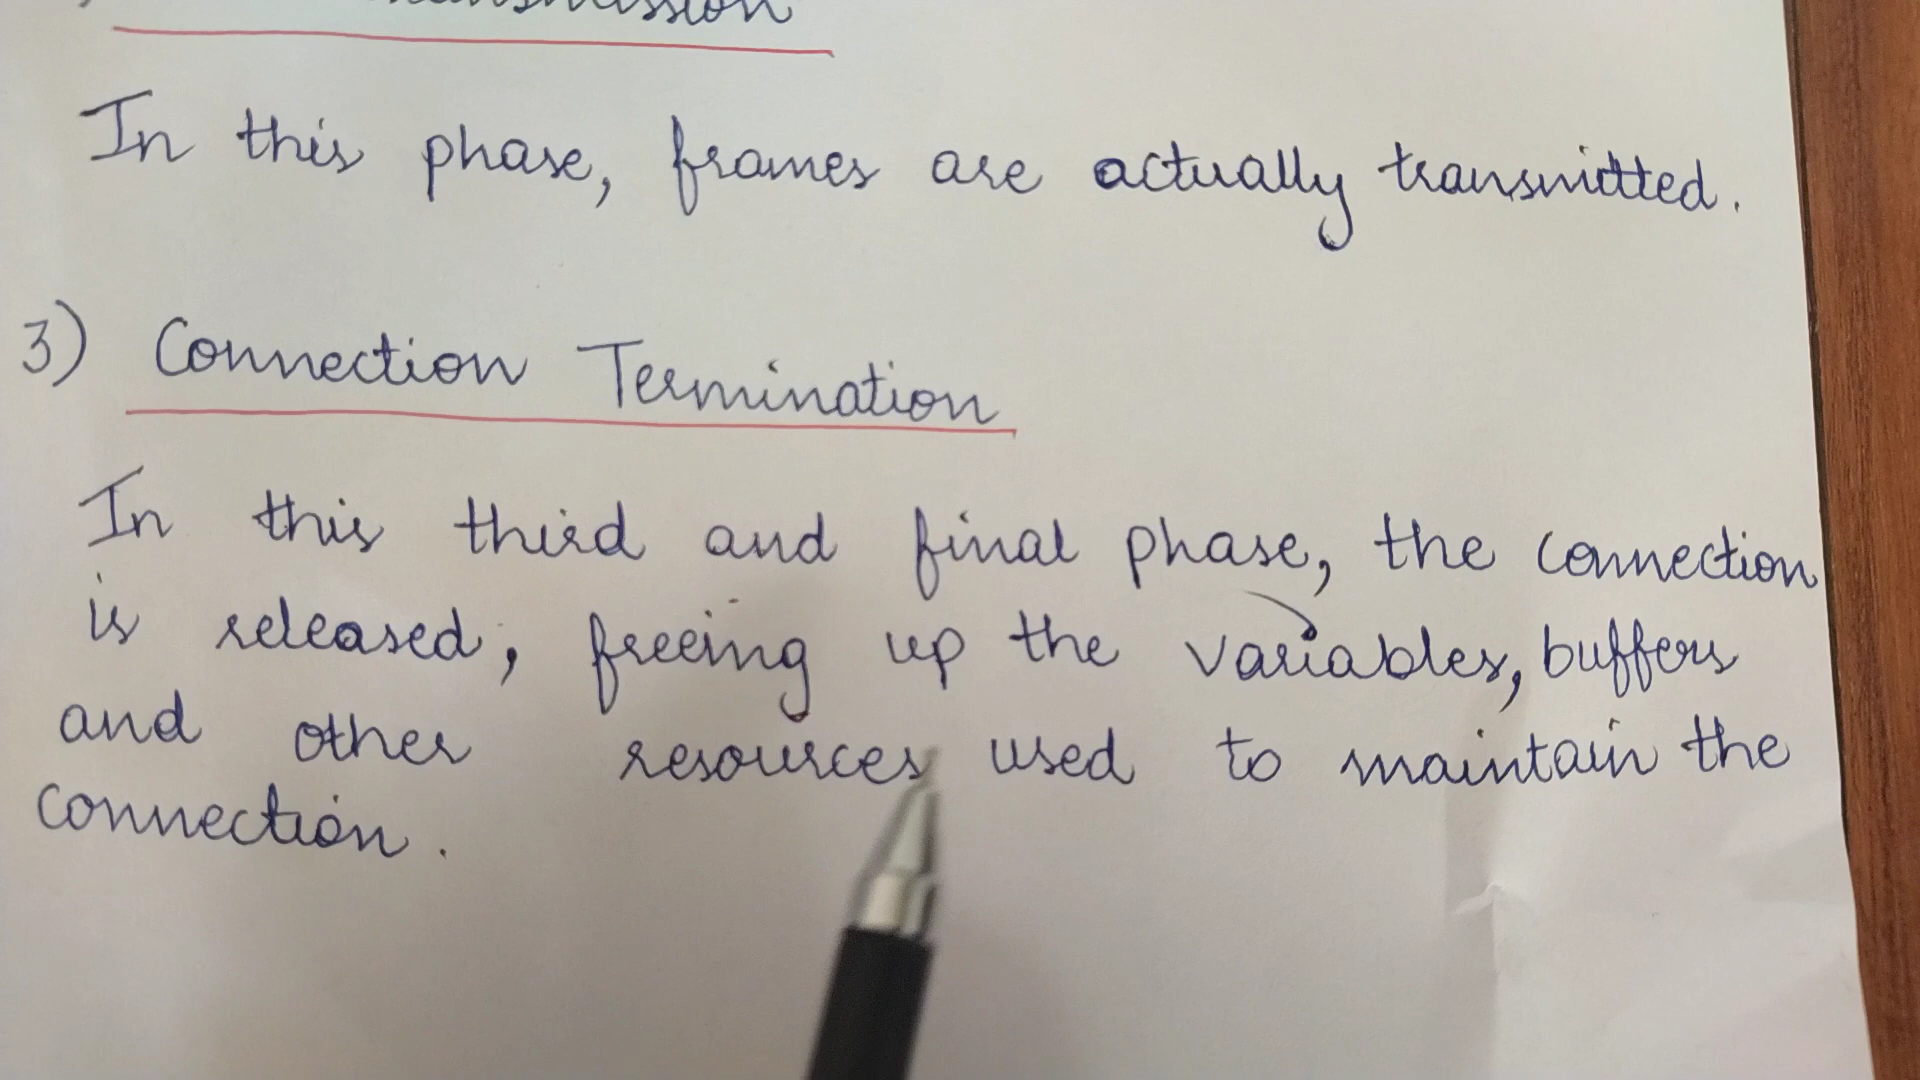 In this phase, frames are actually transmitted.
3) Connection Termination
In this third and final phase, the connection
is released, freeing up the variables, buffers
and other resources used to maintain the
connection.